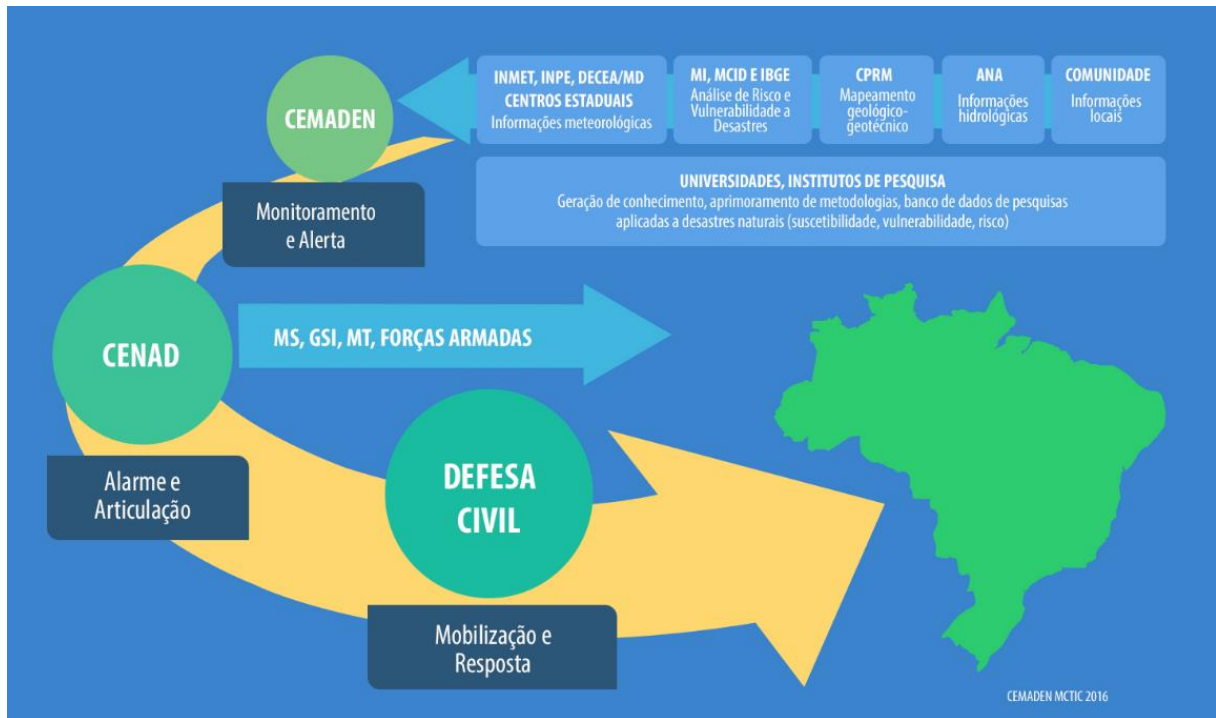 CEMADEN
Monitoramento
e Alerta
INMET, INPE, DECEA/MD
CENTROS ESTADUAIS
Informações meteorológicas
MI, MCID E IBGE
Análise de Risco e
Vulnerabilidade a
Desastres
CPRM
Mapeamento
geológico-
geotécnico
ANA
Informações
hidrológicas
COMUNIDADE
Informações
locais
UNIVERSIDADES, INSTITUTOS DE PESQUISA
Geração de conhecimento, aprimoramento de metodologias, banco de dados de pesquisas
aplicadas a desastres naturais (suscetibilidade, vulnerabilidade, risco)
CENAD
Alarme e
Articulação
MS, GSI, MT, FORÇAS ARMADAS
DEFESA
CIVIL
Mobilização e
Resposta
CEMADEN MCTIC 2016